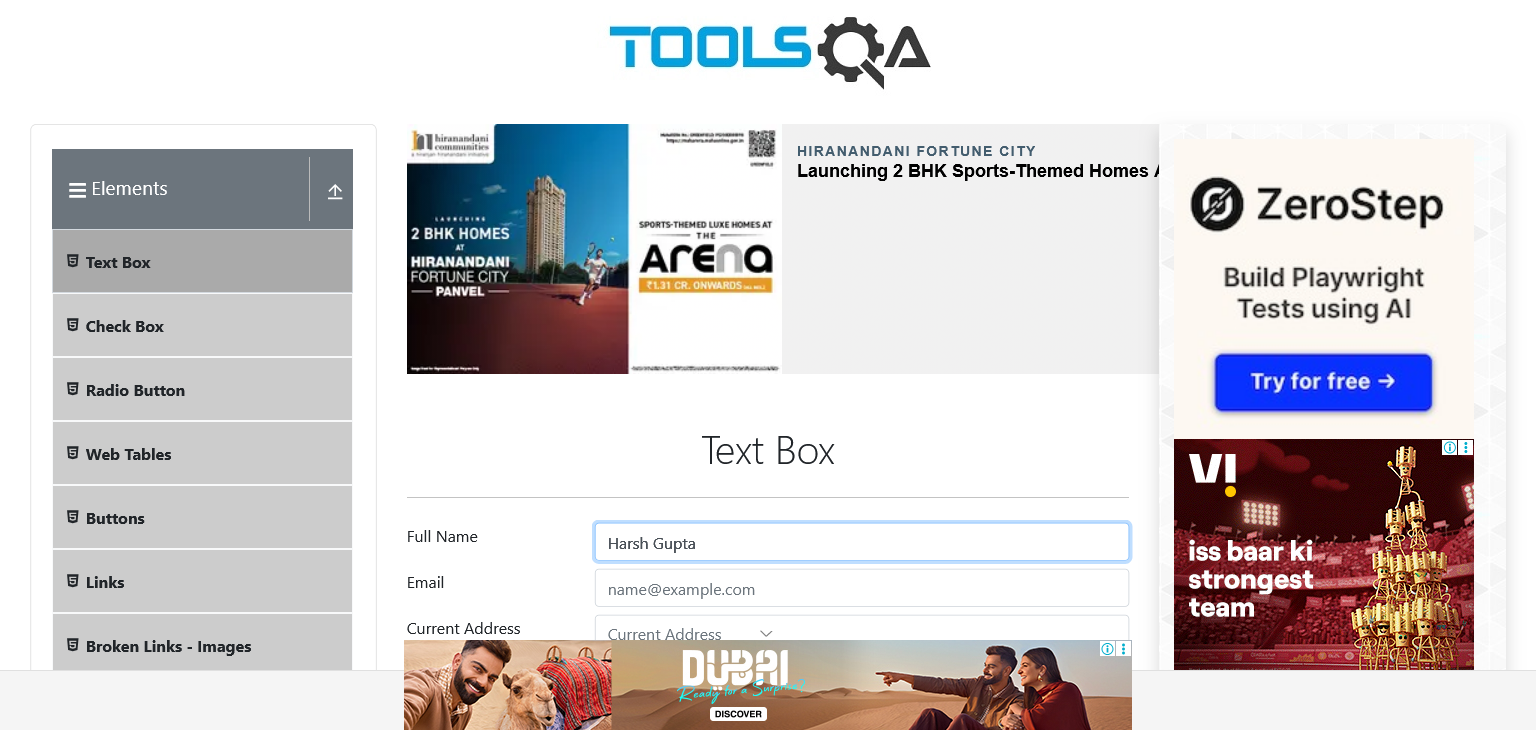 TOOLSQA
Elements
Text Box
Check Box
Radio Button
Web Tables
Buttons
Links
Broken Links - Images
hiranandani
communities
LAUNCHING
2 BHK HOMES
AT
HIRANANDANI
FORTUNE CITY
PANVEL
SPORTS-THEMED LUXE HOMES AT
THE
ARENA
₹1.31 CR. ONWARDS
HIRANANDANI FORTUNE CITY
Launching 2 BHK Sports-Themed Homes A
Text Box
Full Name
Harsh Gupta
Email
name@example.com
Current Address
Current Address
DUBAI
Ready for a Surprise?
DISCOVER
ZeroStep
Build Playwright
Tests using AI
Try for free →
VI
iss baar ki
strongest
team